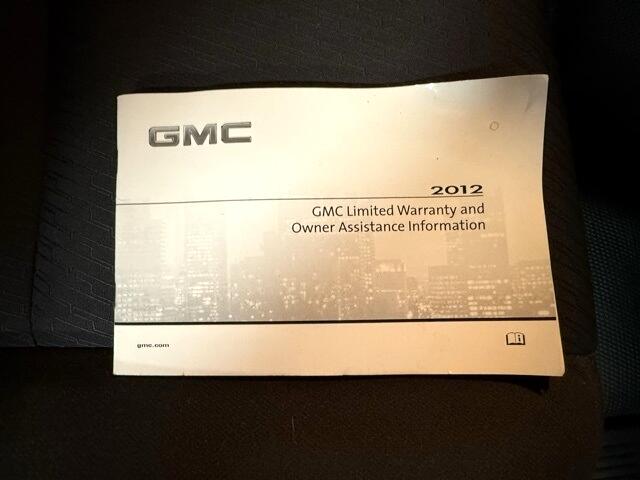 GMC
2012
GMC Limited Warranty and
Owner Assistance Information
gmc.com